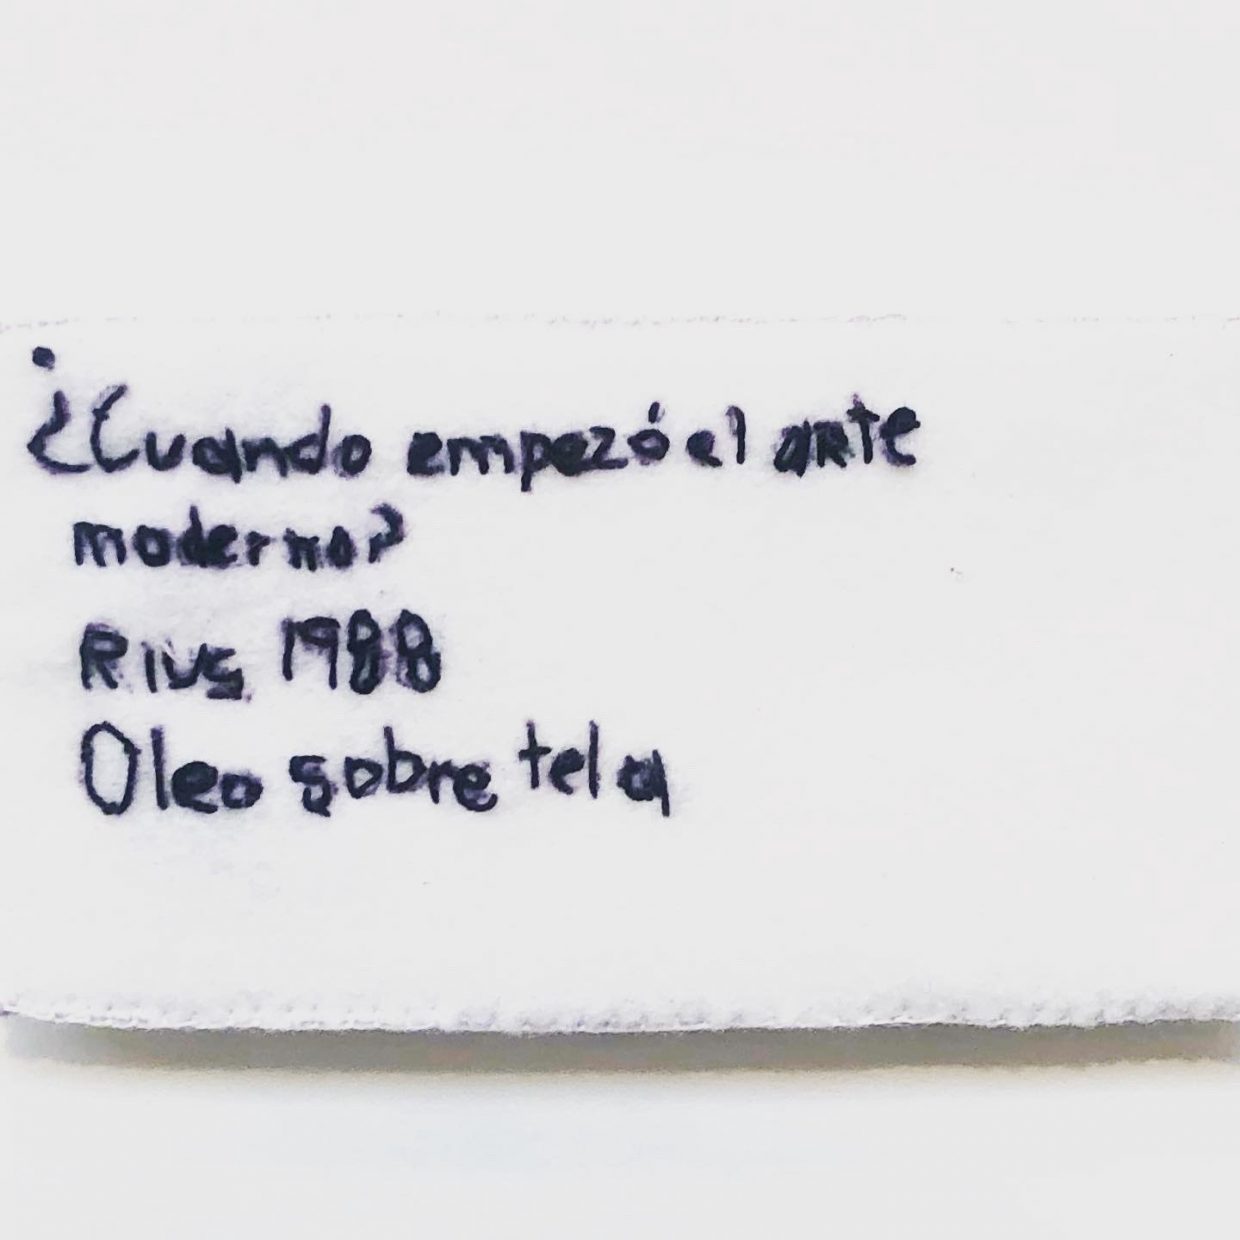 ¿Cuando empezó el arte
moderno?
Rius 1988
Oleo sobre tela